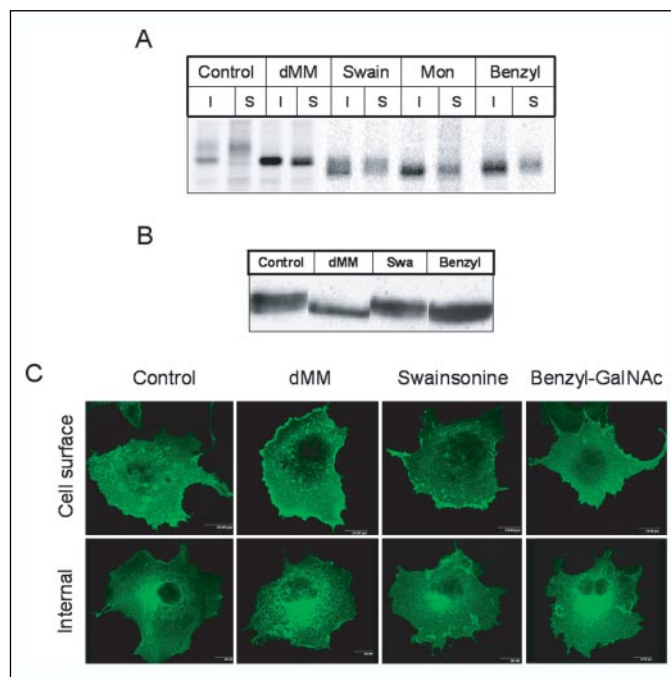 A
Control dMM Swain Mon Benzyl
I S I S I S I S I S
B
Control dMM Swa Benzyl
C
Control dMM Swainsonine Benzyl-GalNAc
Cell surface
Internal